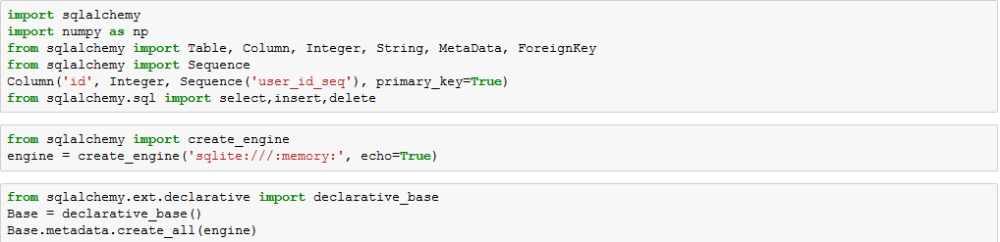 import sqlalchemy
import numpy as np
from sqlalchemy import Table, Column, Integer, String, MetaData, ForeignKey
from sqlalchemy import Sequence
Column('id', Integer, Sequence('user_id_seq'), primary_key=True)
from sqlalchemy.sql import select,insert,delete
from sqlalchemy import create_engine
engine = create_engine('sqlite:///:memory:', echo=True)
from sqlalchemy.ext.declarative import declarative_base
Base = declarative_base()
Base.metadata.create_all(engine)